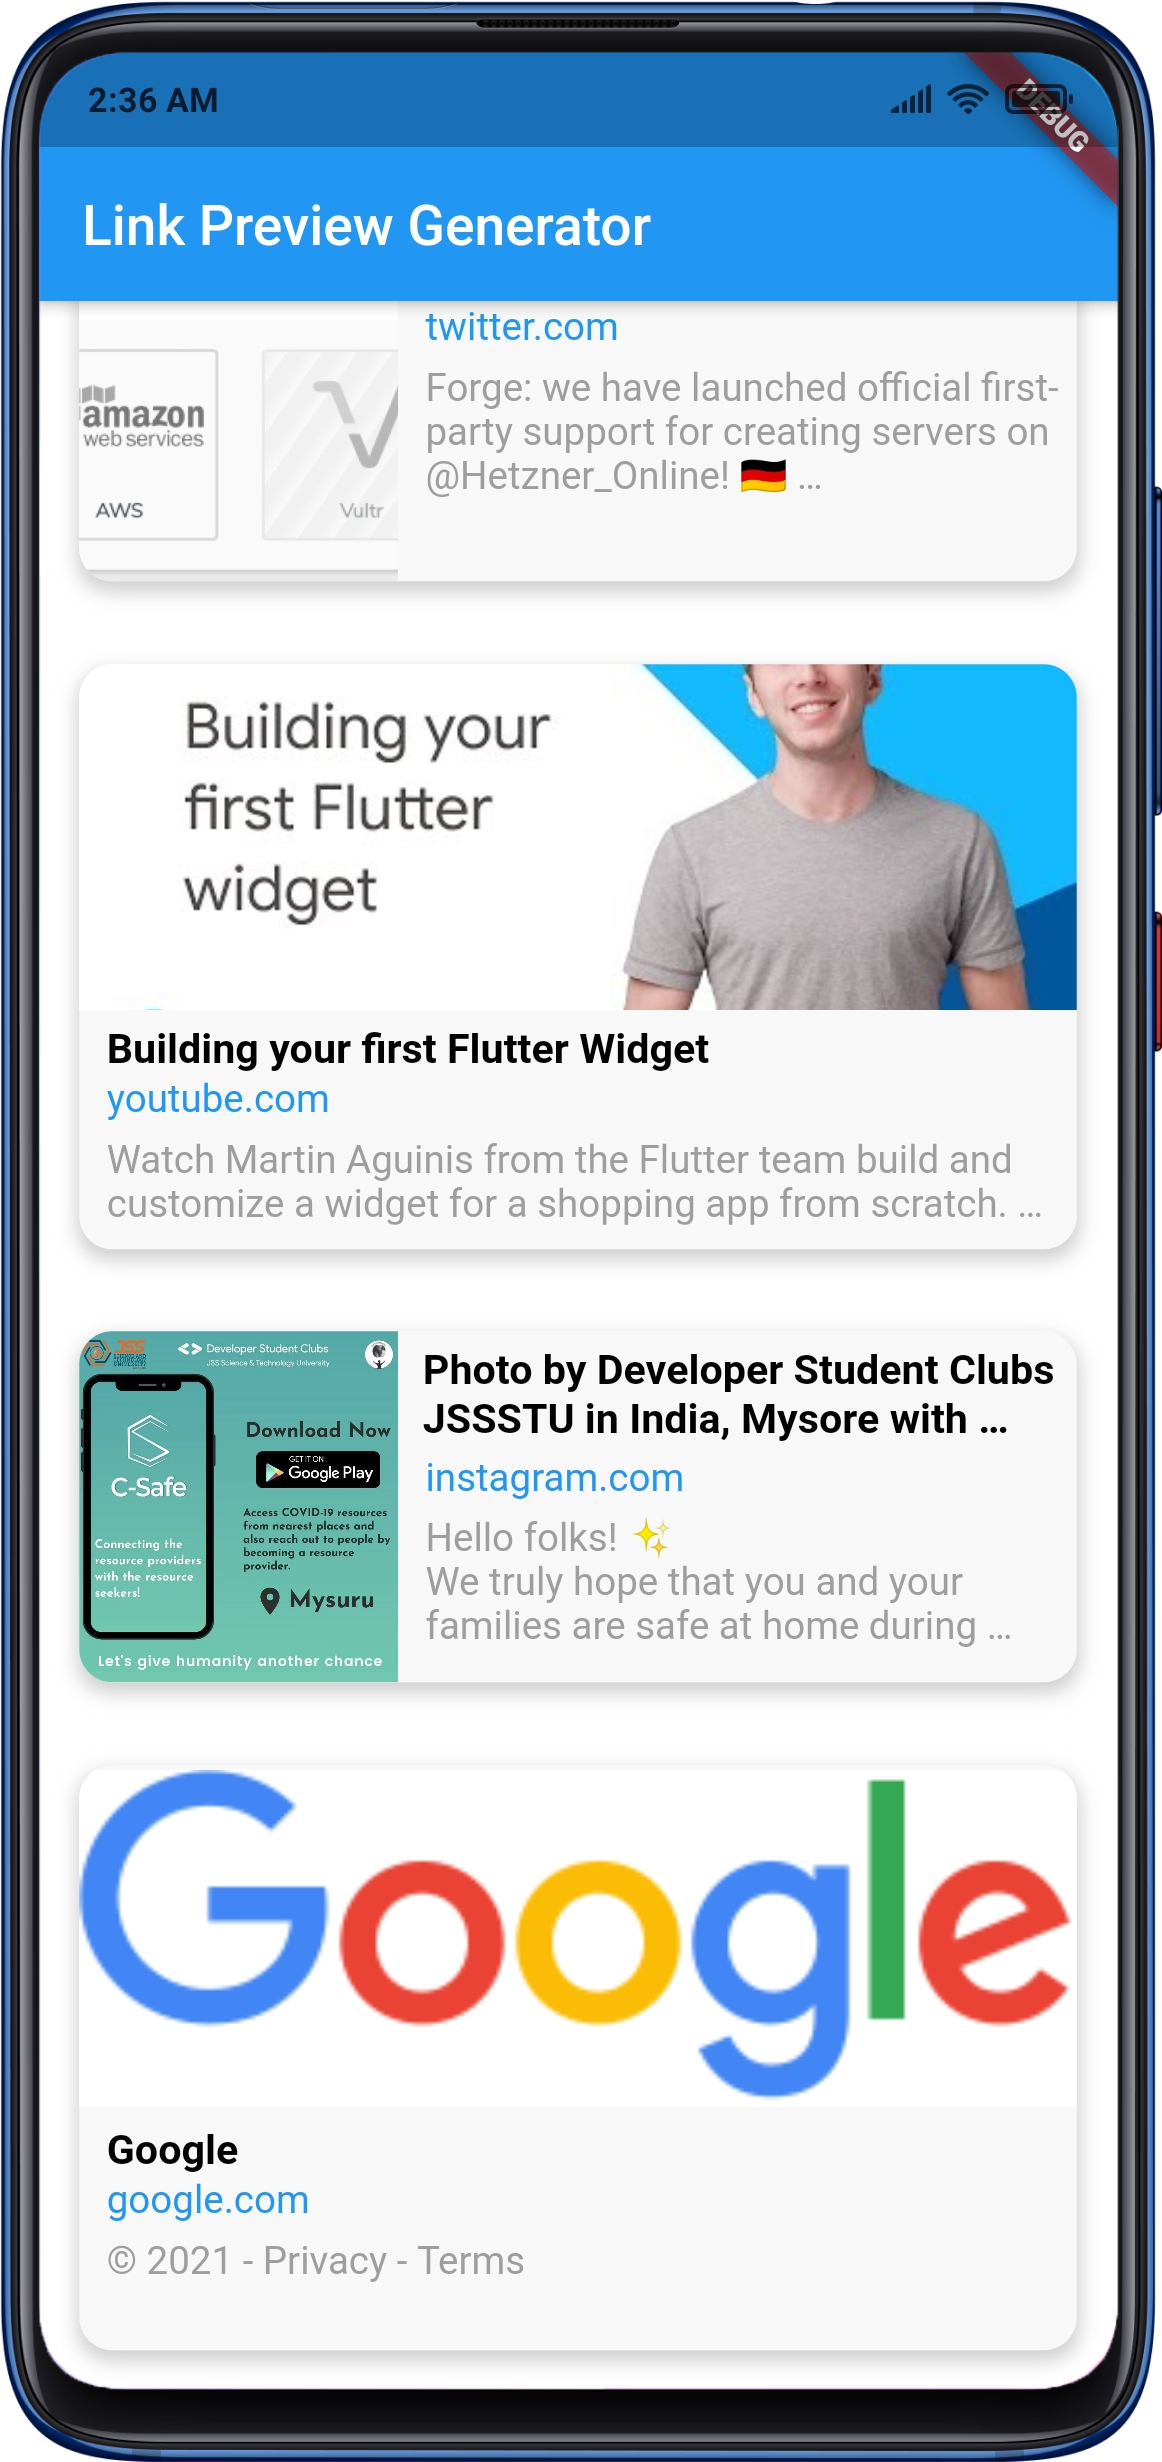 2:36 AM
DEBUG
Link Preview Generator
twitter.com
amazon
web services
AWS
Vultr
Forge: we have launched official first-
party support for creating servers on
@Hetzner_Online! 🇩🇪 ...
Building your
first Flutter
widget
Building your first Flutter Widget
youtube.com
Watch Martin Aguinis from the Flutter team build and
customize a widget for a shopping app from scratch. ...
JSS
Developer Student Clubs
JSS Science & Technology University
C-Safe
Connecting the
resource providers
with the resource
seekers!
Download Now
GET IT ON
Google Play
Access COVID-19 resources
from nearest places and
also reach out to people by
becoming a resource
provider.
Mysuru
Let's give humanity another chance
Photo by Developer Student Clubs
JSSSTU in India, Mysore with ...
instagram.com
Hello folks! ✨
We truly hope that you and your
families are safe at home during ...
Google
Google
google.com
© 2021 - Privacy - Terms